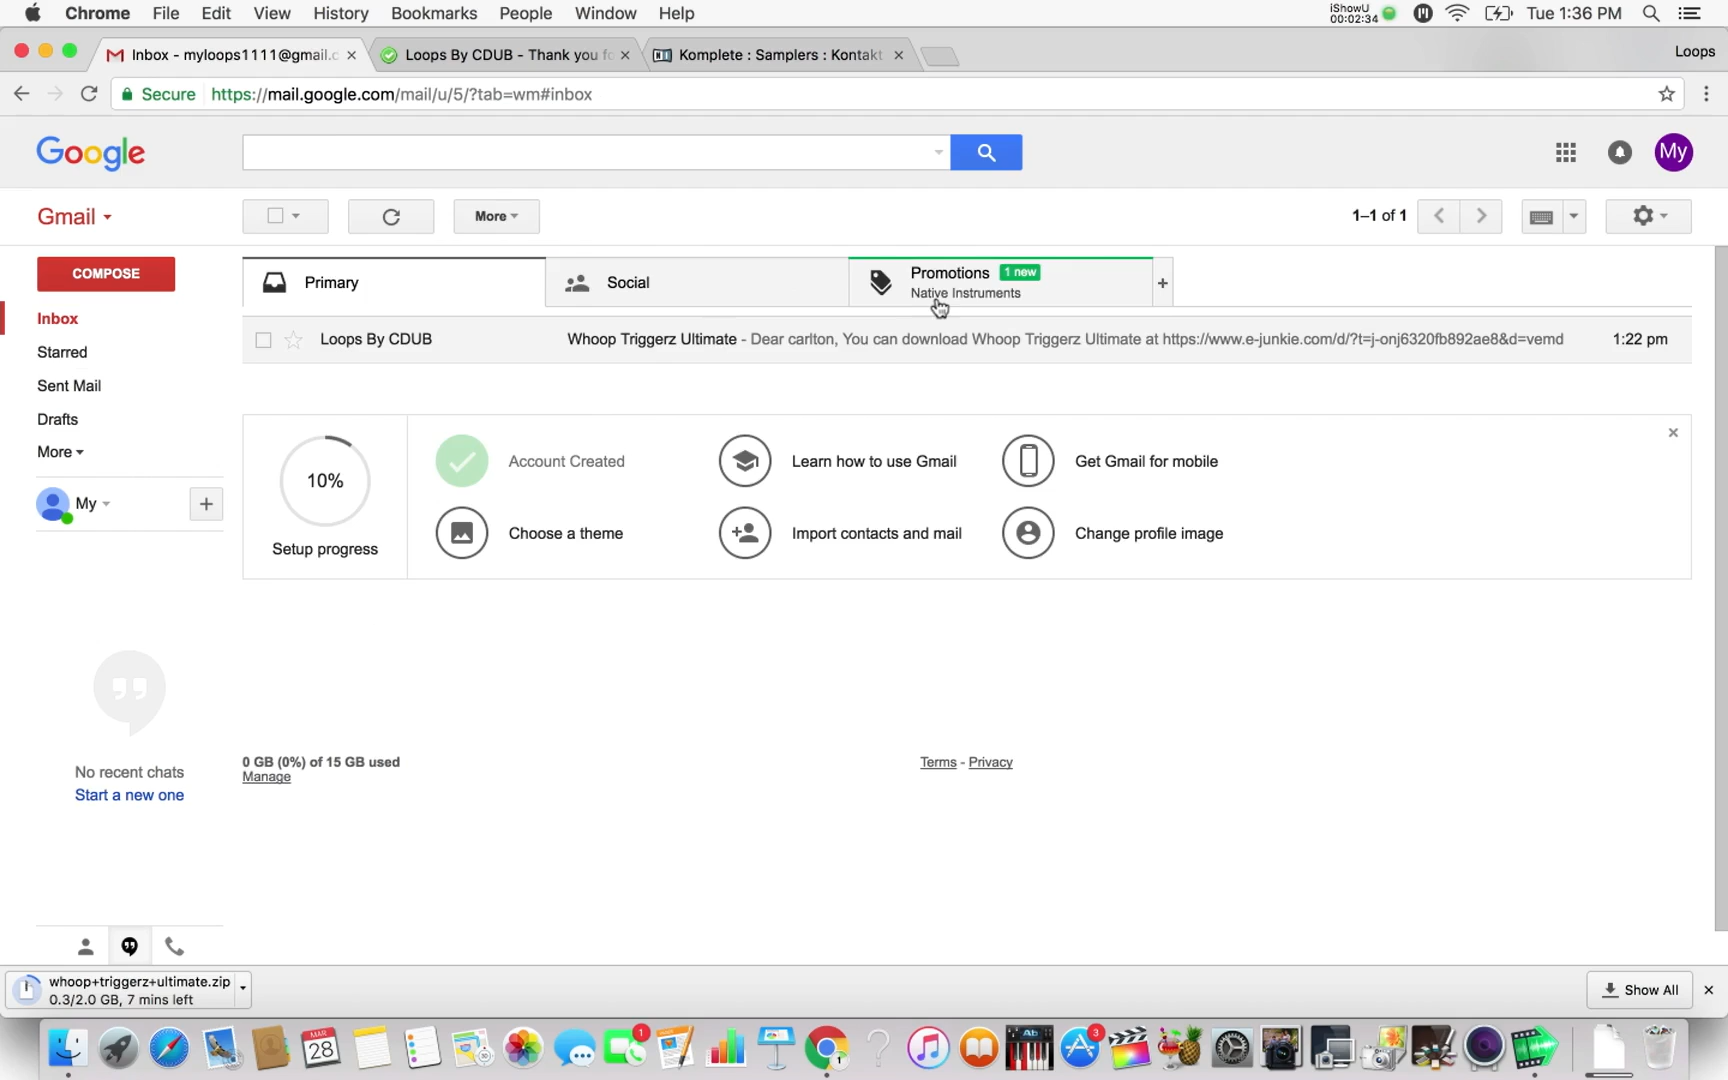 Chrome File Edit View History Bookmarks People Window Help iShowU 00:02:34 Tue 1:36 PM
Inbox - myloops1111@gmail.c Loops By CDUB - Thank you fo Komplete : Samplers : Kontakt Loops
Secure https://mail.google.com/mail/u/5/?tab=wm#inbox
Google My
Gmail More 1–1 of 1
COMPOSE
Inbox
Starred
Sent Mail
Drafts
More
My
Primary Social Promotions 1 new
Native Instruments
Loops By CDUB Whoop Triggerz Ultimate - Dear carlton, You can download Whoop Triggerz Ultimate at https://www.e-junkie.com/d/?t=j-onj6320fb892ae8&d=vemd 1:22 pm
10%
Setup progress
Account Created Learn how to use Gmail Get Gmail for mobile
Choose a theme Import contacts and mail Change profile image
No recent chats
Start a new one
0 GB (0%) of 15 GB used
Manage
Terms - Privacy
whoop+triggerz+ultimate.zip
0.3/2.0 GB, 7 mins left
Show All
MAR
28
30
1
Ab
3
1